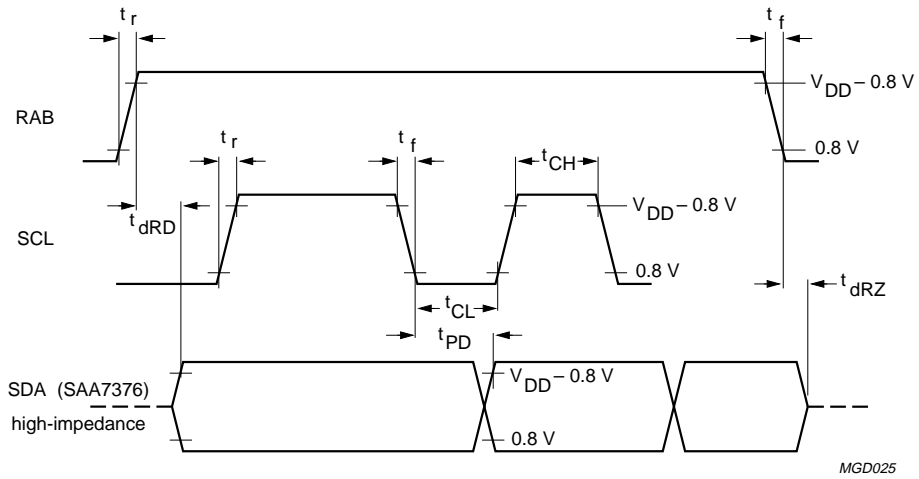 t r
t f
V DD – 0.8 V
RAB
0.8 V
t r
t f
t CH
t dRD
V DD – 0.8 V
SCL
0.8 V
t dRZ
t CL
t PD
SDA (SAA7376)
V DD – 0.8 V
high-impedance
0.8 V
MGD025